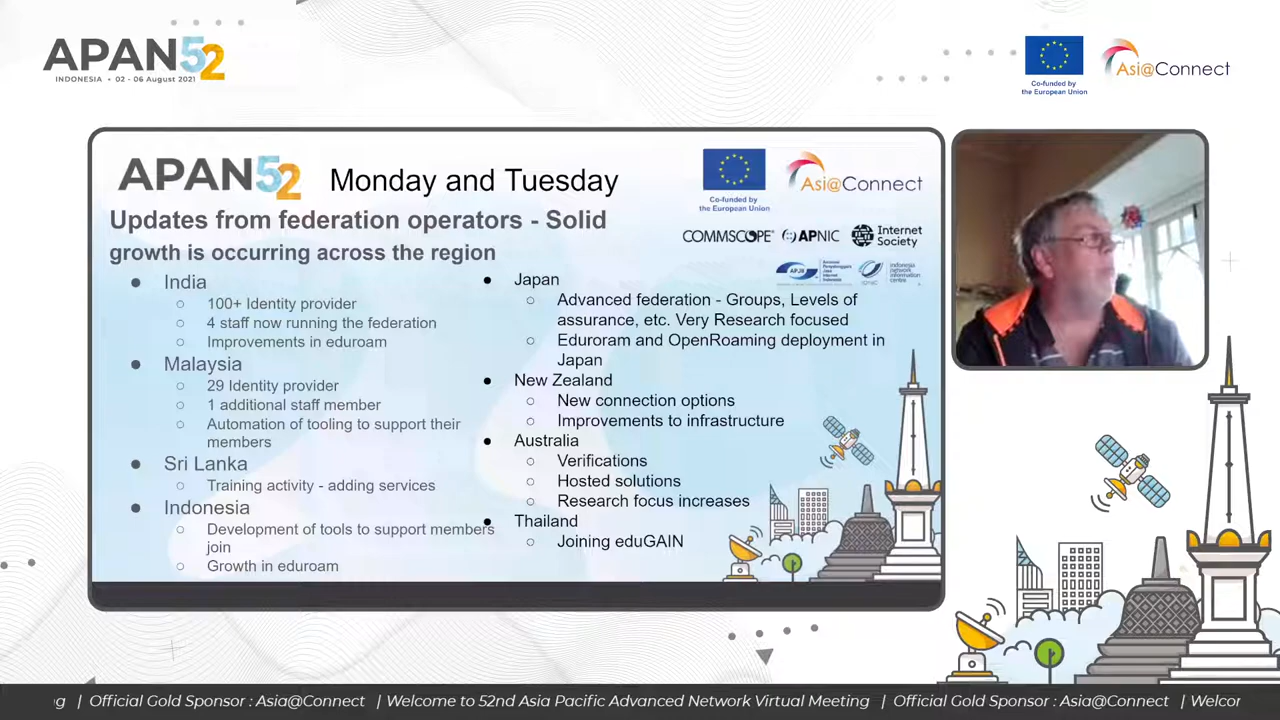 APAN52
INDONESIA • 02 - 06 August 2021
Co-funded by
the European Union
Asi@Connect
APAN52
Monday and Tuesday
Co-funded by
the European Union
Asi@Connect
Updates from federation operators - Solid
growth is occurring across the region
COMMSCOPE®
APNIC
Internet
Society
APJII
indonesia
network
information
centre
● India
○ 100+ Identity provider
○ 4 staff now running the federation
○ Improvements in eduroam
● Malaysia
○ 29 Identity provider
○ 1 additional staff member
○ Automation of tooling to support their
members
● Sri Lanka
○ Training activity - adding services
● Indonesia
○ Development of tools to support members
join
○ Growth in eduroam
● Japan
○ Advanced federation - Groups, Levels of
assurance, etc. Very Research focused
○ Eduroram and OpenRoaming deployment in
Japan
● New Zealand
○ New connection options
○ Improvements to infrastructure
● Australia
○ Verifications
○ Hosted solutions
○ Research focus increases
● Thailand
○ Joining eduGAIN
g | Official Gold Sponsor : Asia@Connect | Welcome to 52nd Asia Pacific Advanced Network Virtual Meeting | Official Gold Sponsor : Asia@Connect | Welcor